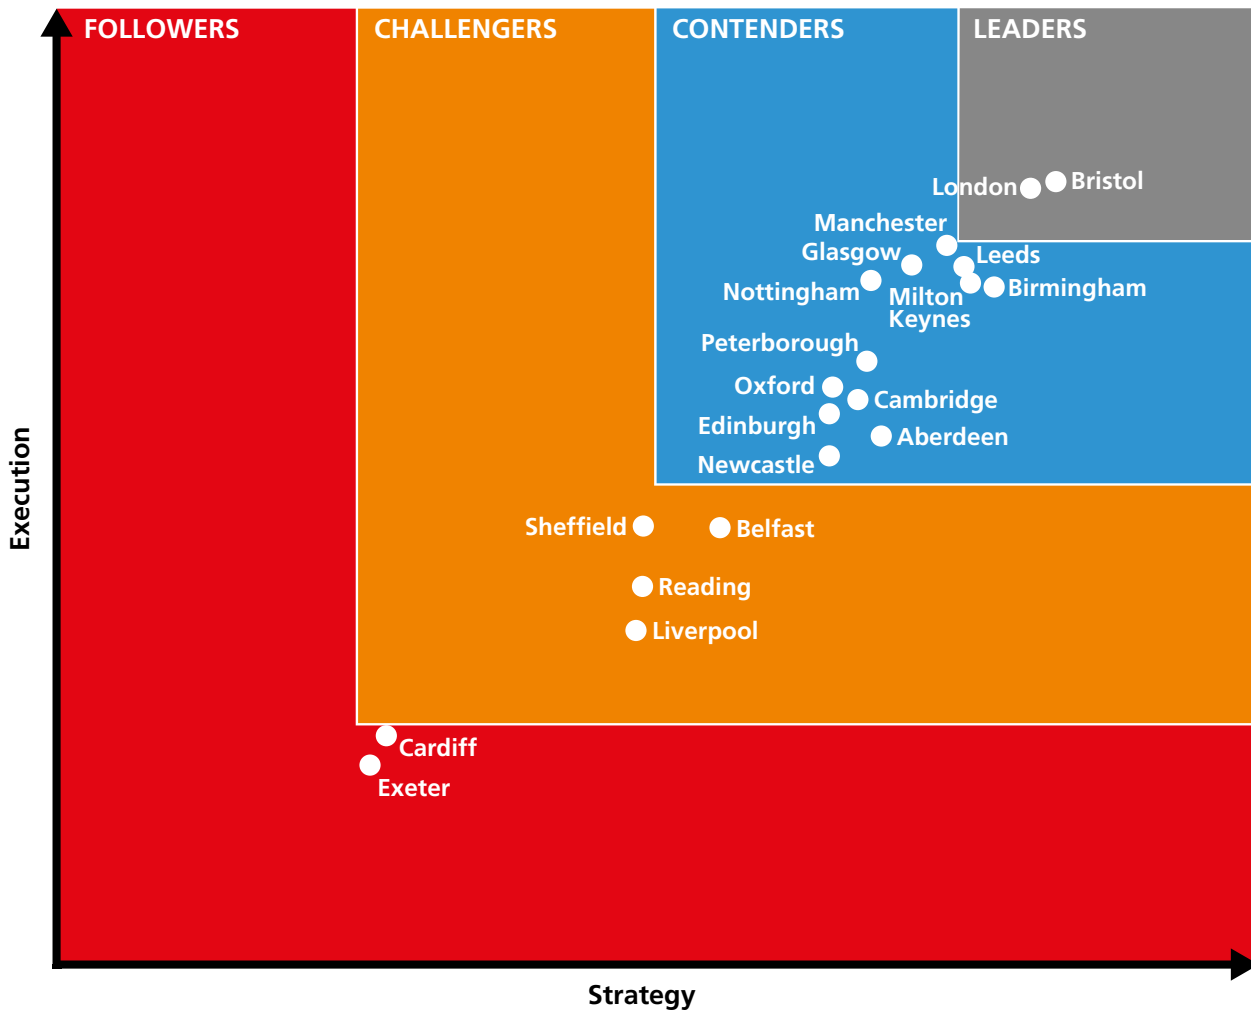 FOLLOWERS
CHALLENGERS
CONTENDERS
LEADERS
London
Bristol
Manchester
Glasgow
Leeds
Nottingham
Milton
Keynes
Birmingham
Peterborough
Oxford
Cambridge
Edinburgh
Aberdeen
Newcastle
Sheffield
Belfast
Reading
Liverpool
Cardiff
Exeter
Execution
Strategy